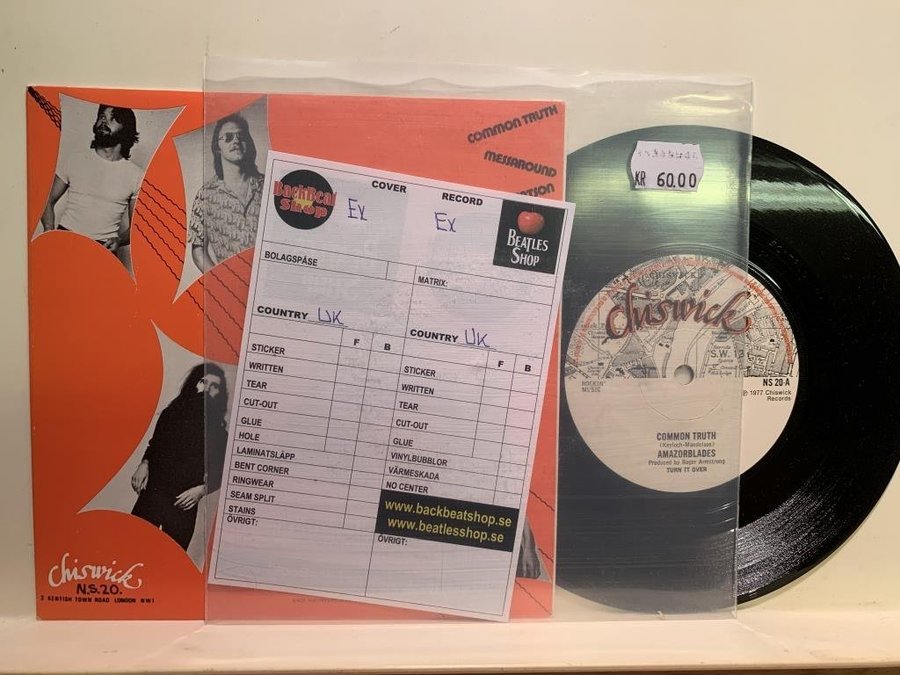 COMMON TRUTH
MESSAROUND
Chiswick
N.S.20.
3 KENTISH TOWN ROAD LONDON NW1
BackBeat
Shop
COVER
Ex
RECORD
Ex
BEATLES
SHOP
BOLAGSPÅSE
MATRIX:
COUNTRY UK
COUNTRY UK
F B
F B
STICKER
WRITTEN
TEAR
CUT-OUT
GLUE
HOLE
LAMINATSLÄPP
BENT CORNER
RINGWEAR
SEAM SPLIT
STAINS
ÖVRIGT:
STICKER
WRITTEN
TEAR
CUT-OUT
GLUE
VINYLBUBBLOR
VÄRMESKADA
NO CENTER
www.backbeatshop.se
www.beatlesshop.se
ÖVRIGT:
KR 60.00
CHISWICK
Chiswick
S.W. 13
ROCKIN'
MUSIC
NS 20-A
℗ 1977 Chiswick
Records
COMMON TRUTH
AMAZORBLADES
Produced by Roger Armstrong
TURN IT OVER